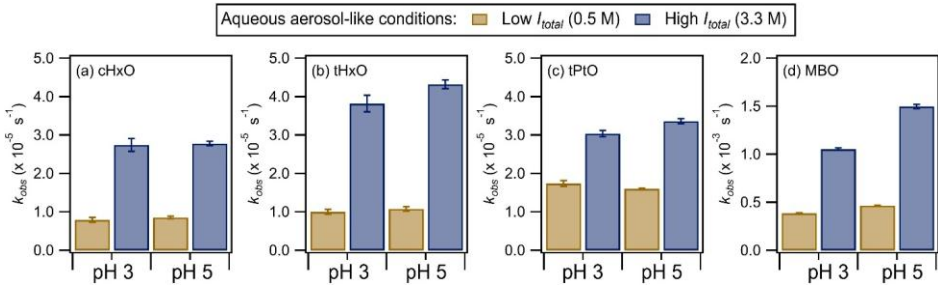 Aqueous aerosol-like conditions: Low I_total (0.5 M) High I_total (3.3 M)
(a) cHxO
k_obs (x 10⁻⁵ s⁻¹)
5.0
4.0
3.0
2.0
1.0
0.0
pH 3 pH 5
(b) tHxO
k_obs (x 10⁻⁵ s⁻¹)
5.0
4.0
3.0
2.0
1.0
0.0
pH 3 pH 5
(c) tPtO
k_obs (x 10⁻⁵ s⁻¹)
5.0
4.0
3.0
2.0
1.0
0.0
pH 3 pH 5
(d) MBO
k_obs (x 10⁻³ s⁻¹)
2.0
1.5
1.0
0.5
0.0
pH 3 pH 5